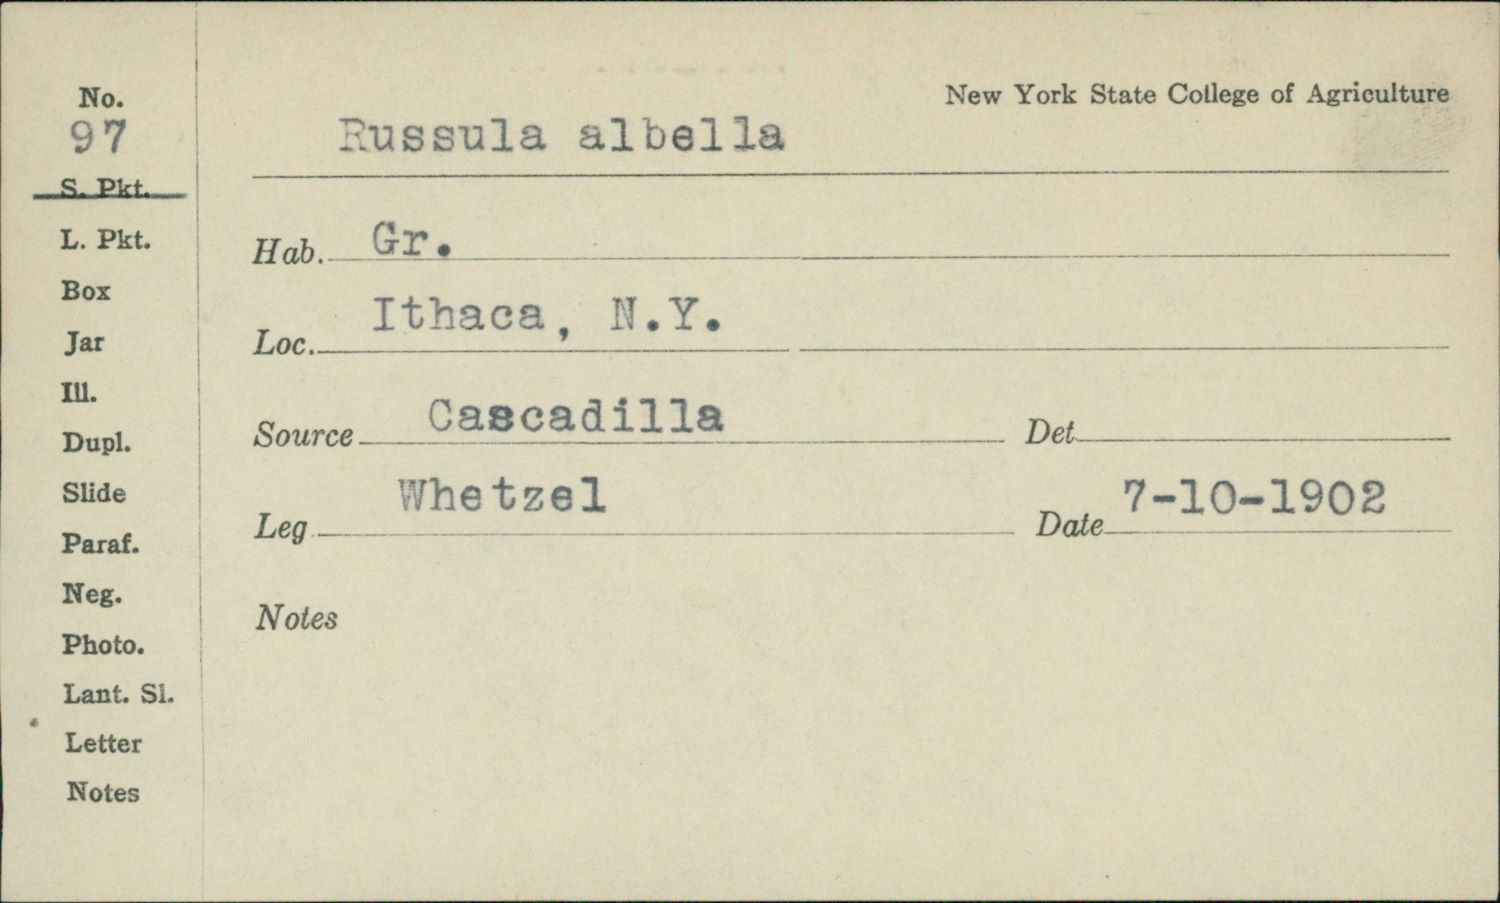 No.
97
S. Pkt.
L. Pkt.
Box
Jar
Ill.
Dupl.
Slide
Paraf.
Neg.
Photo.
Lant. Sl.
Letter
Notes
New York State College of Agriculture
Russula albella
Hab. Gr.
Loc. Ithaca, N.Y.
Source Cascadilla Det
Leg Whetzel Date 7-10-1902
Notes